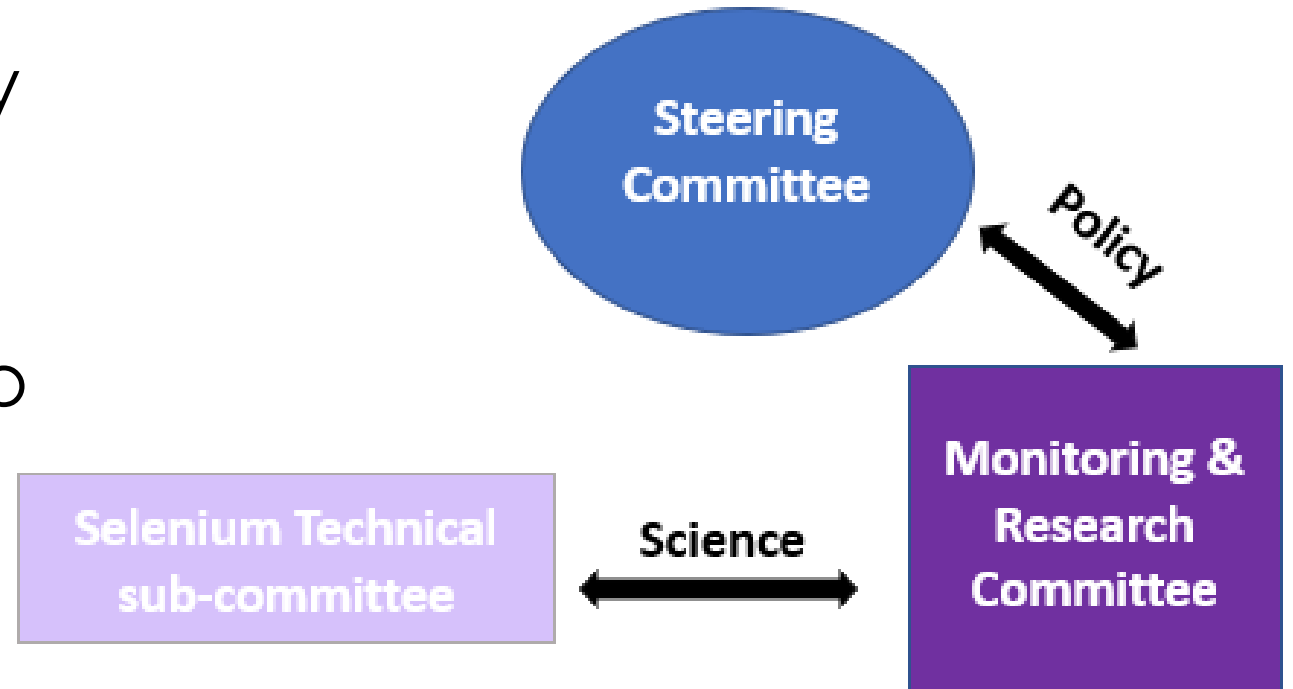 y
Steering
Committee
Policy
o
Monitoring &
Research
Committee
Selenium Technical
sub-committee
Science